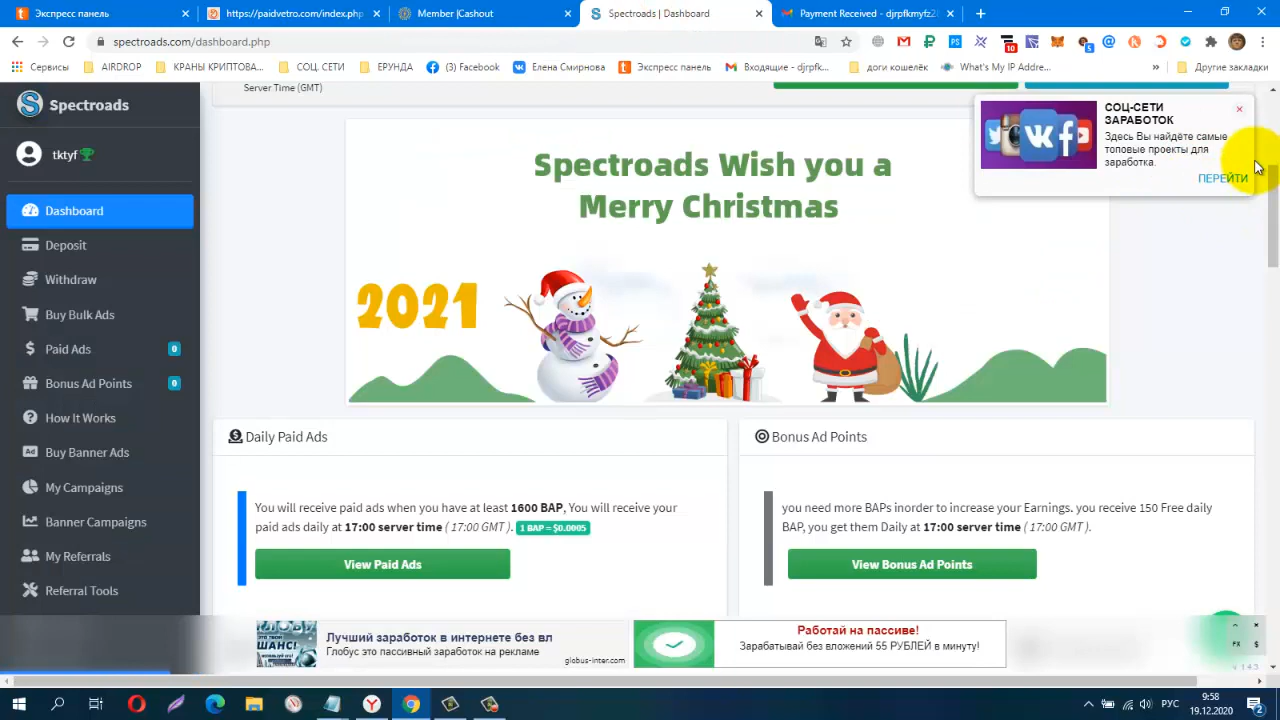 Экспресс панель
https://paidvetro.com/index.php
Member |Cashout
Spectroads | Dashboard
Payment Received - djrpfkmyfz2
spectroads.com/dashboard.php
10
5
Сервисы
AIRDROP
КРАНЫ КРИПТОВА...
СОЦ. СЕТИ
ЕРУНДА
(3) Facebook
Елена Смирнова
Экспресс панель
Входящие - djrpfk...
доги кошелёк
What's My IP Addre...
»
Другие закладки
Spectroads
Server Time (GMT)
tktyf
Dashboard
Deposit
Withdraw
Buy Bulk Ads
Paid Ads 0
Bonus Ad Points 0
How It Works
Buy Banner Ads
My Campaigns
Banner Campaigns
My Referrals
Referral Tools
СОЦ-СЕТИ
ЗАРАБОТОК
Здесь Вы найдёте самые
топовые проекты для
заработка.
ПЕРЕЙТИ
Spectroads Wish you a
Merry Christmas
2021
Daily Paid Ads
You will receive paid ads when you have at least 1600 BAP, You will receive your
paid ads daily at 17:00 server time ( 17:00 GMT ). 1 BAP = $0.0005
View Paid Ads
Bonus Ad Points
you need more BAPs inorder to increase your Earnings. you receive 150 Free daily
BAP, you get them Daily at 17:00 server time ( 17:00 GMT ).
View Bonus Ad Points
ШАНС!
Лучший заработок в интернете без вл
Глобус это пассивный заработок на рекламе
globus-inter.com
Работай на пассиве!
Зарабатывай без вложений 55 РУБЛЕЙ в минуту!
РУС
9:58
19.12.2020
2